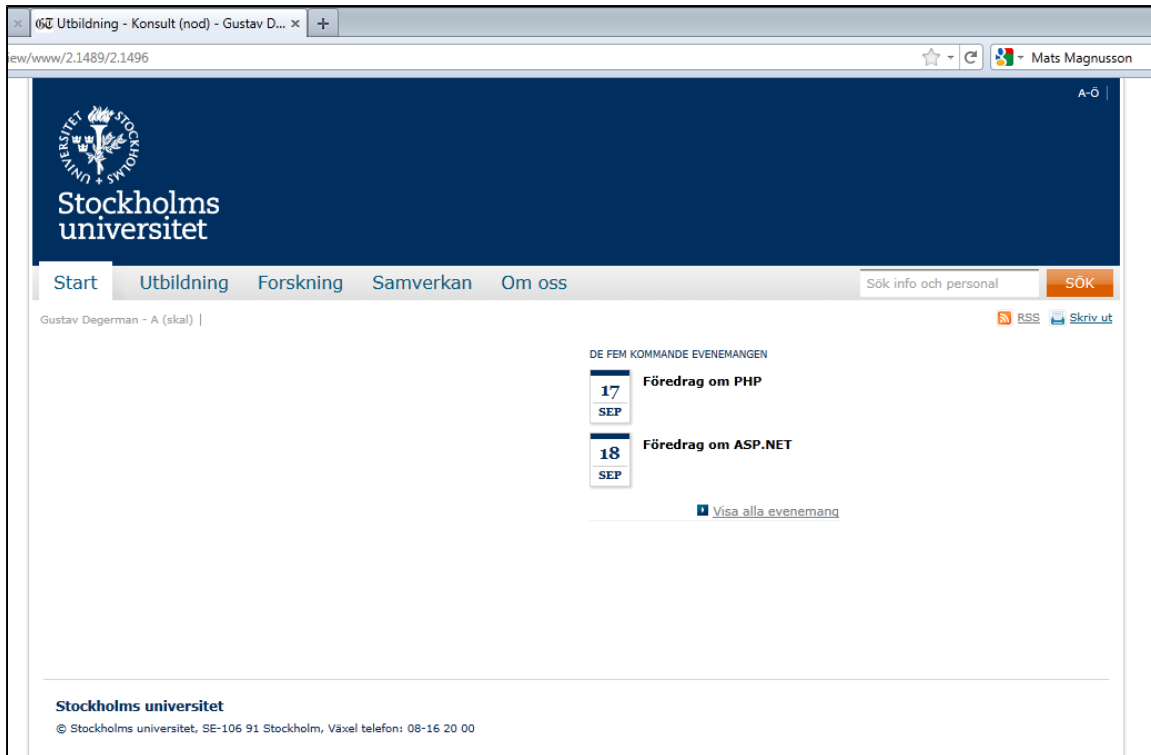 GT Utbildning - Konsult (nod) - Gustav D... × +
iew/www/2.1489/2.1496
Mats Magnusson
A-Ö |
STOCKHOLMS UNIVERSITET
Stockholms
universitet
Start Utbildning Forskning Samverkan Om oss
Sök info och personal SÖK
Gustav Degerman - A (skal) |
RSS Skriv ut
DE FEM KOMMANDE EVENEMANGEN
17 Föredrag om PHP
SEP
18 Föredrag om ASP.NET
SEP
Visa alla evenemang
Stockholms universitet
© Stockholms universitet, SE-106 91 Stockholm, Växel telefon: 08-16 20 00